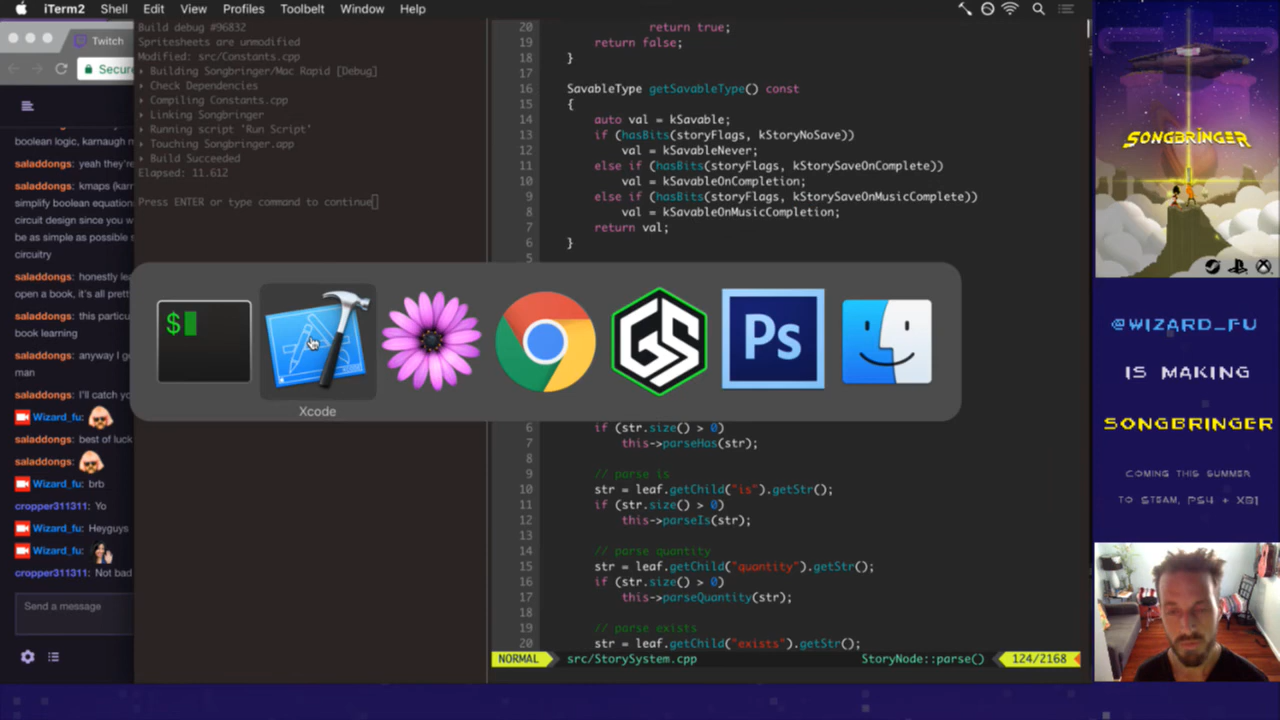 iTerm2 Shell Edit View Profiles Toolbelt Window Help
Twitch
Secure
boolean logic, karnaugh m
saladdongs: yeah they're
saladdongs: kmaps (karn
simplify boolean equation
circuit design since you w
be as simple as possible s
circuitry
saladdongs: honestly lea
open a book, it's all pretty
saladdongs: this particu
book learning
saladdongs: anyway I go
man
saladdongs: I'll catch yo
Wizard_fu:
saladdongs: best of luck
saladdongs:
Wizard_fu: brb
cropper311311: Yo
Wizard_fu: Heyguys
Wizard_fu:
cropper311311: Not bad
Send a message
Build debug #96832
Spritesheets are unmodified
Modified: src/Constants.cpp
Building Songbringer/Mac Rapid [Debug]
Check Dependencies
Compiling Constants.cpp
Linking Songbringer
Running script 'Run Script'
Touching Songbringer.app
Build Succeeded
Elapsed: 11.612
Press ENTER or type command to continue
20 return true;
19 return false;
18 }
17
16 SavableType getSavableType() const
15 {
14 auto val = kSavable;
13 if (hasBits(storyFlags, kStoryNoSave))
12 val = kSavableNever;
11 else if (hasBits(storyFlags, kStorySaveOnComplete))
10 val = kSavableOnCompletion;
9 else if (hasBits(storyFlags, kStorySaveOnMusicComplete))
8 val = kSavableOnMusicCompletion;
7 return val;
6 }
5
$
GS
Ps
Xcode
6 if (str.size() > 0)
7 this->parseHas(str);
8
9 // parse is
10 str = leaf.getChild("is").getStr();
11 if (str.size() > 0)
12 this->parseIs(str);
13
14 // parse quantity
15 str = leaf.getChild("quantity").getStr();
16 if (str.size() > 0)
17 this->parseQuantity(str);
18
19 // parse exists
20 str = leaf.getChild("exists").getStr();
NORMAL src/StorySystem.cpp StoryNode::parse() 124/2168
SONGBRINGER
@WIZARD_FU
IS MAKING
SONGBRINGER
COMING THIS SUMMER
TO STEAM, PS4 + XB1